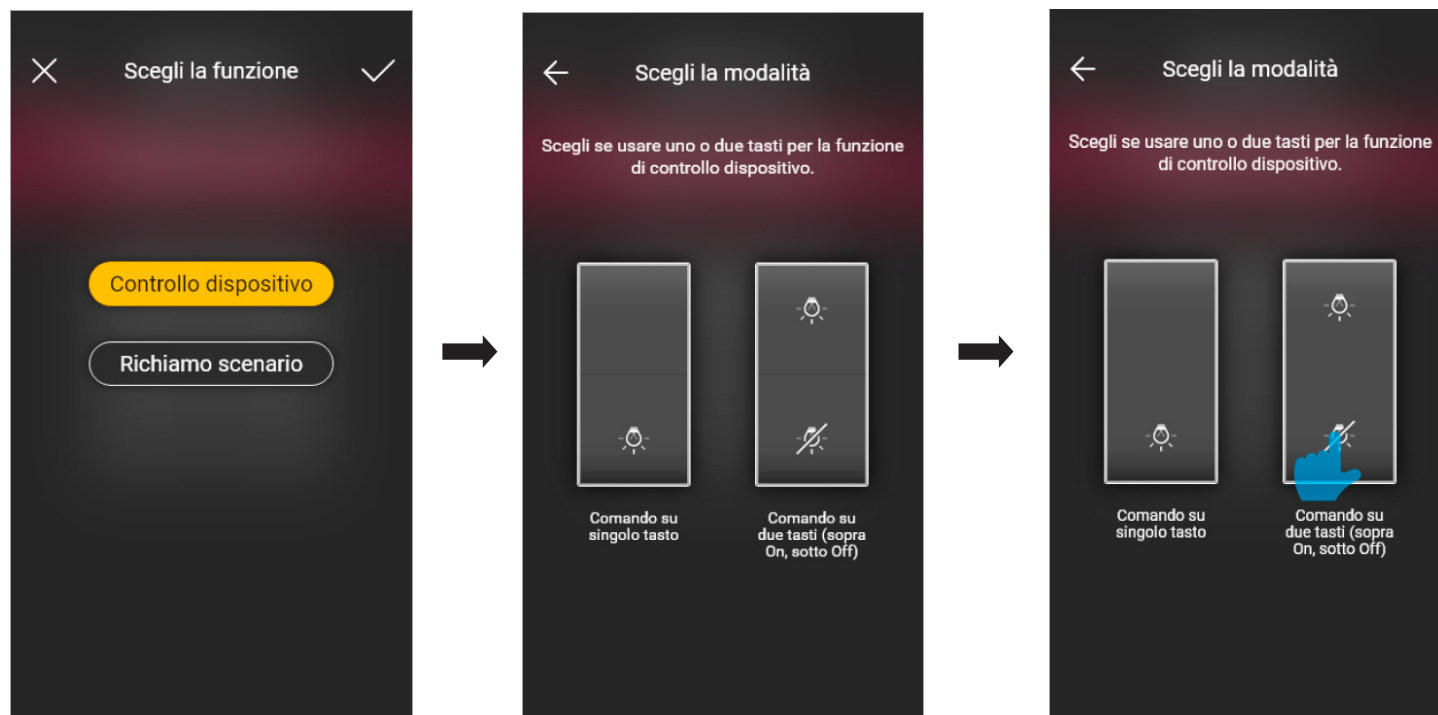 Scegli la funzione
Controllo dispositivo
Richiamo scenario
Scegli la modalità
Scegli se usare uno o due tasti per la funzione
di controllo dispositivo.
Comando su
singolo tasto
Comando su
due tasti (sopra
On, sotto Off)
Scegli la modalità
Scegli se usare uno o due tasti per la funzione
di controllo dispositivo.
Comando su
singolo tasto
Comando su
due tasti (sopra
On, sotto Off)